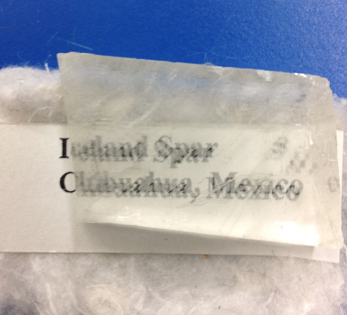 Iceland Spar
Chihuahua, Mexico